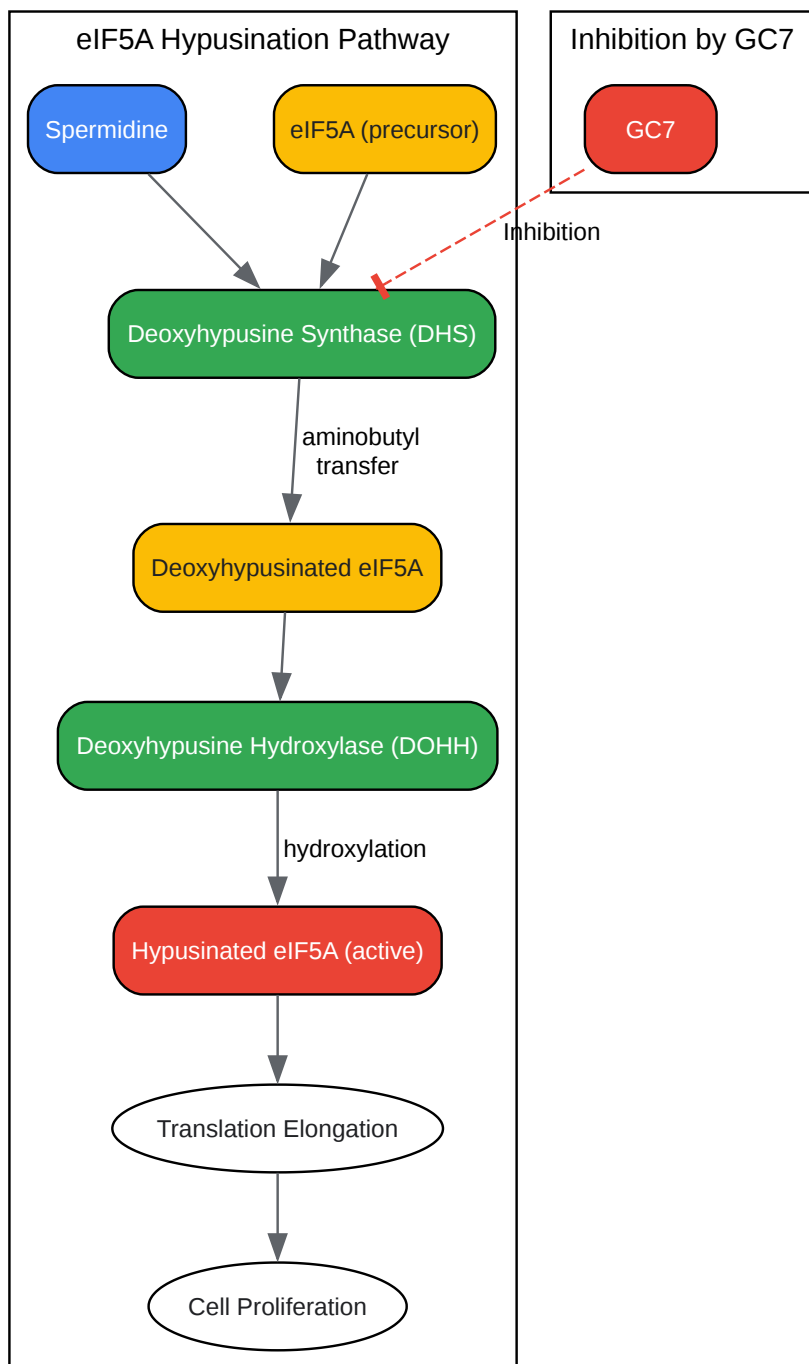 eIF5A Hypusination Pathway
Inhibition by GC7
Spermidine
eIF5A (precursor)
GC7
Inhibition
Deoxyhypusine Synthase (DHS)
aminobutyl
transfer
Deoxyhypusinated eIF5A
Deoxyhypusine Hydroxylase (DOHH)
hydroxylation
Hypusinated eIF5A (active)
Translation Elongation
Cell Proliferation